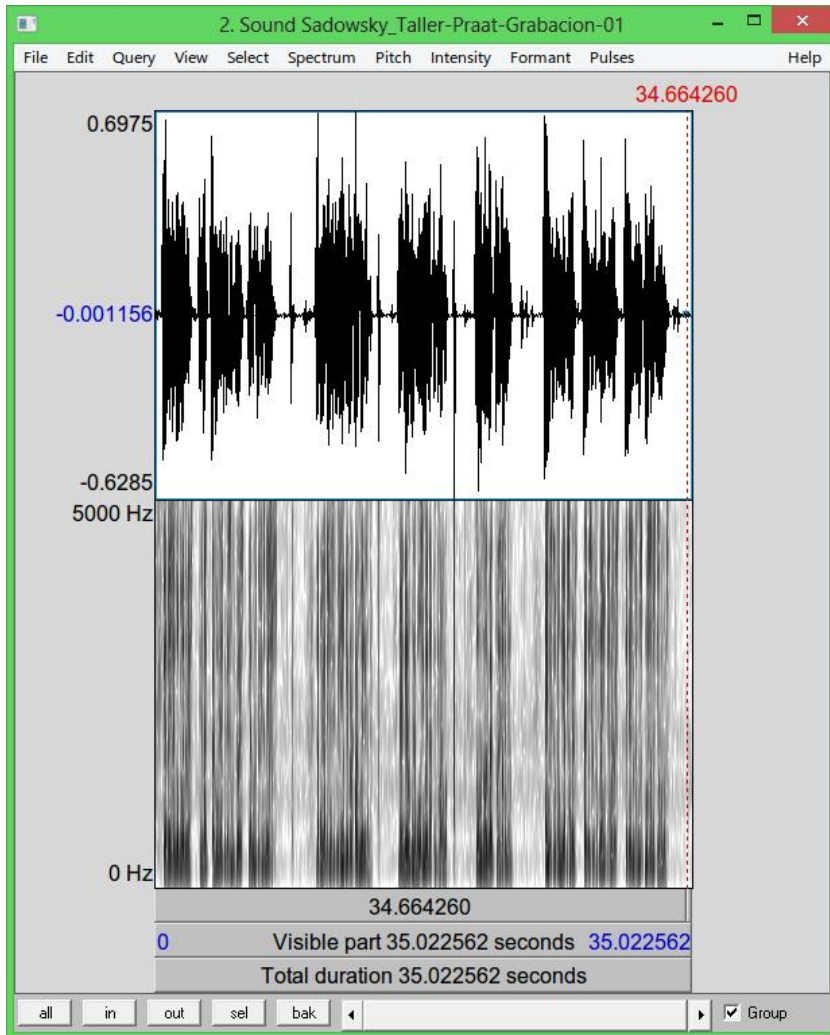 2. Sound Sadowsky_Taller-Praat-Grabacion-01
File Edit Query View Select Spectrum Pitch Intensity Formant Pulses Help
34.664260
0.6975
-0.001156
-0.6285
5000 Hz
0 Hz
34.664260
0 Visible part 35.022562 seconds 35.022562
Total duration 35.022562 seconds
all in out sel bak Group